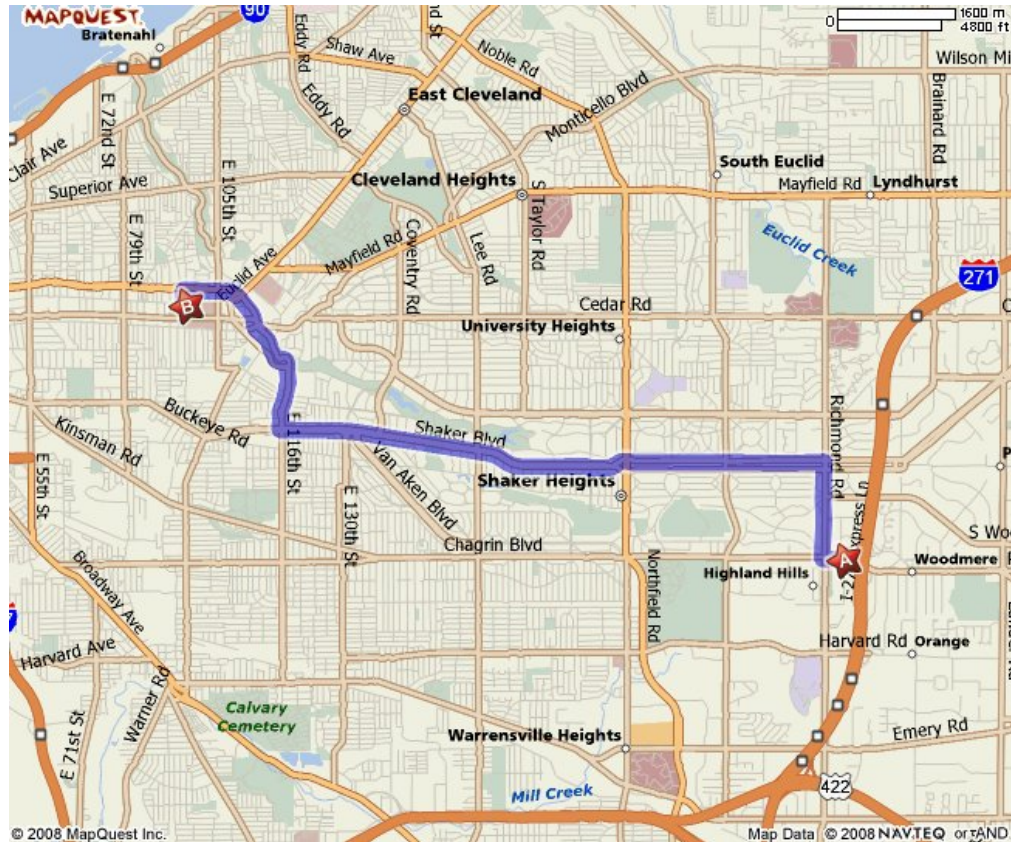 MAPQUEST.
90
1600 m
0
4800 ft
Bratenahl
Eddy Rd
Shaw Ave
Noble Rd
Wilson Mi
E 72nd St
East Cleveland
Monticello Blvd
Brainard Rd
Clair Ave
Eddy Rd
South Euclid
Superior Ave
E 105th St
Cleveland Heights
Mayfield Rd
Lyndhurst
E 79th St
S Taylor Rd
Coventry Rd
Lee Rd
Mayfield Rd
Euclid Creek
Euclid Ave
271
B
Cedar Rd
University Heights
Richmond Rd
Buckeye Rd
Kinsman Rd
E 116th St
Shaker Blvd
Van Aken Blvd
Shaker Heights
E 55th St
E 130th St
Chagrin Blvd
A
S Woo
Woodmere
Highland Hills
Broadway Ave
Northfield Rd
Harvard Ave
Harvard Rd
Orange
Warner Rd
E 71st St
Calvary
Cemetery
Warrensville Heights
Emery Rd
Mill Creek
422
© 2008 MapQuest Inc.
Map Data © 2008 NAVTEQ